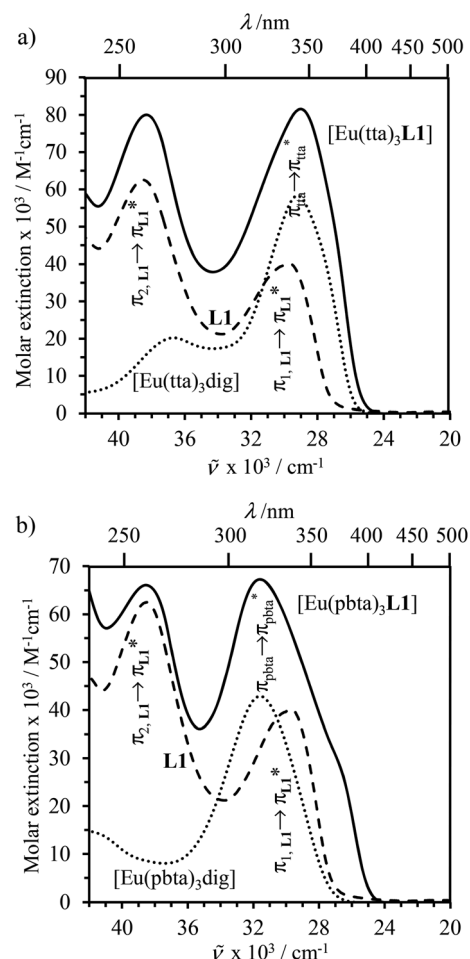 a)
λ /nm
250 300 350 400 450 500
90
80
70
60
50
40
30
20
10
0
Molar extinction x 10³ / M⁻¹cm⁻¹
[Eu(tta)₃L1]
π₂, L1 → π*L1
L1
πtta → π*tta
π₁, L1 → πL1*
[Eu(tta)₃dig]
40 36 32 28 24 20
ν̃ x 10³ / cm⁻¹
b)
λ /nm
250 300 350 400 450 500
70
60
50
40
30
20
10
0
Molar extinction x 10³ / M⁻¹cm⁻¹
[Eu(pbta)₃L1]
π₂, L1 → π*L1
L1
πpbta → π*pbta
π₁, L1 → πL1*
[Eu(pbta)₃dig]
40 36 32 28 24 20
ν̃ x 10³ / cm⁻¹